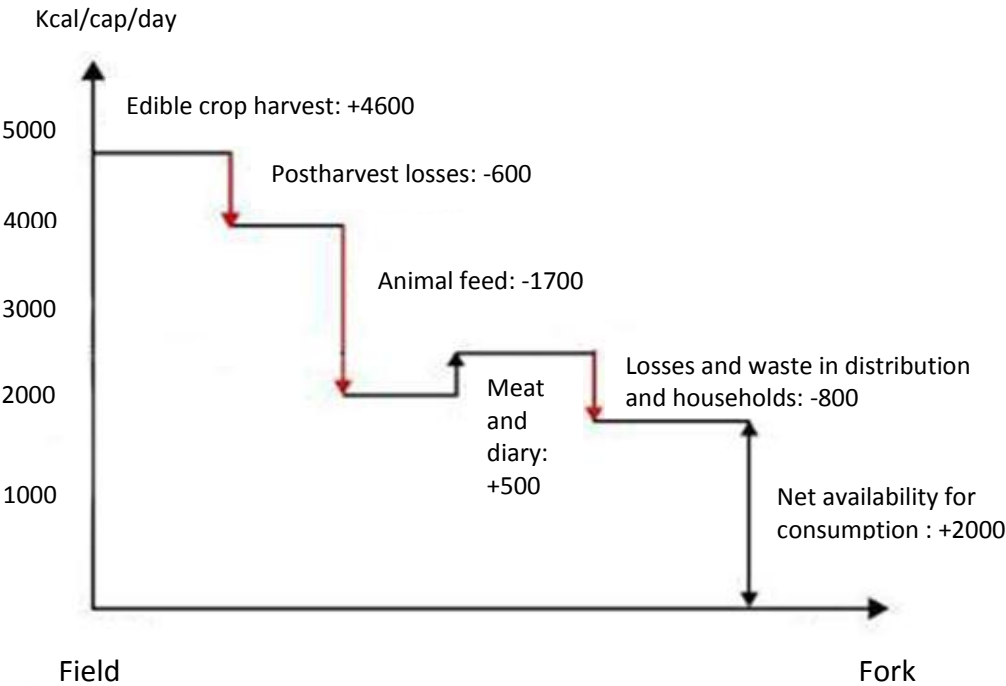 Kcal/cap/day
Edible crop harvest: +4600
5000
Postharvest losses: -600
4000
Animal feed: -1700
3000
Losses and waste in distribution
and households: -800
2000
Meat
and
diary:
+500
1000
Net availability for
consumption : +2000
Field
Fork